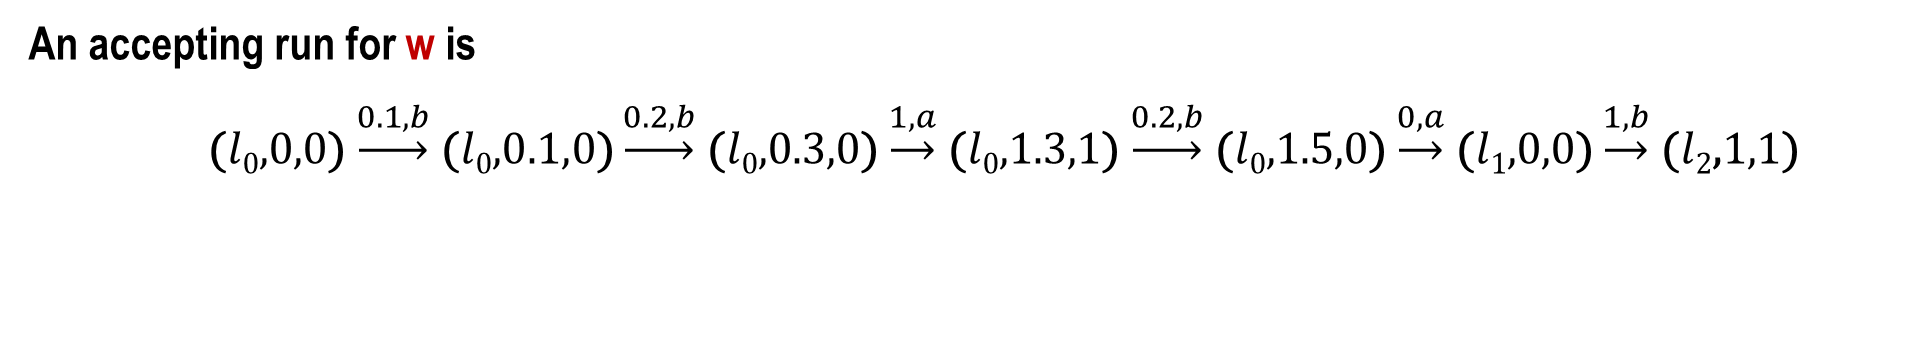 An accepting run for w is
0.1,b 0.2,b 1,a 0.2,b 0,a 1,b
(l₀,0,0) ⟶ (l₀,0.1,0) ⟶ (l₀,0.3,0) → (l₀,1.3,1) ⟶ (l₀,1.5,0) → (l₁,0,0) → (l₂,1,1)